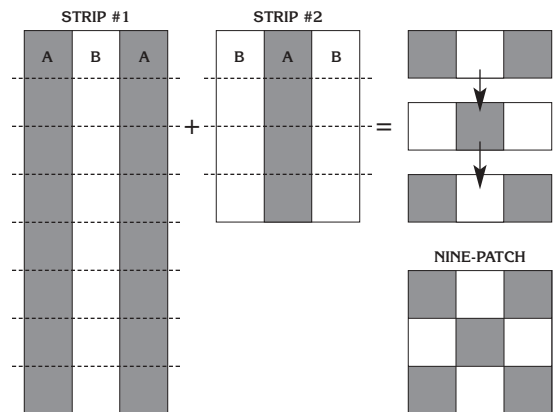 STRIP #1
STRIP #2
A B A
B A B
+
=
NINE-PATCH